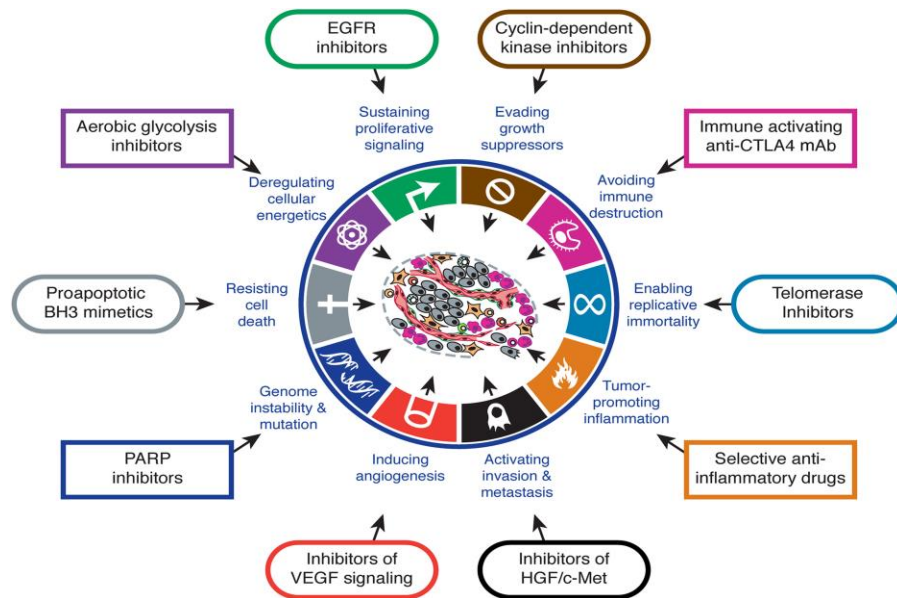 EGFR
inhibitors
Cyclin-dependent
kinase inhibitors
Sustaining
proliferative
signaling
Evading
growth
suppressors
Aerobic glycolysis
inhibitors
Immune activating
anti-CTLA4 mAb
Deregulating
cellular
energetics
Avoiding
immune
destruction
Proapoptotic
BH3 mimetics
Resisting
cell
death
Enabling
replicative
immortality
Telomerase
Inhibitors
Genome
instability &
mutation
Tumor-
promoting
inflammation
PARP
inhibitors
Inducing
angiogenesis
Activating
invasion &
metastasis
Selective anti-
inflammatory drugs
Inhibitors of
VEGF signaling
Inhibitors of
HGF/c-Met